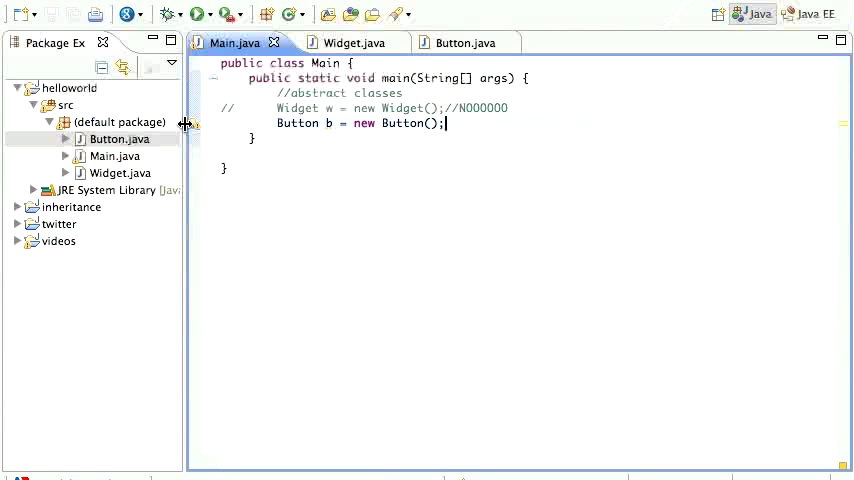 Java
Java EE
Package Ex
Main.java
Widget.java
Button.java
helloworld
src
(default package)
Button.java
Main.java
Widget.java
JRE System Library [Java
inheritance
twitter
videos
public class Main {
public static void main(String[] args) {
//abstract classes
// Widget w = new Widget();//NOOOOOO
Button b = new Button();
}
}